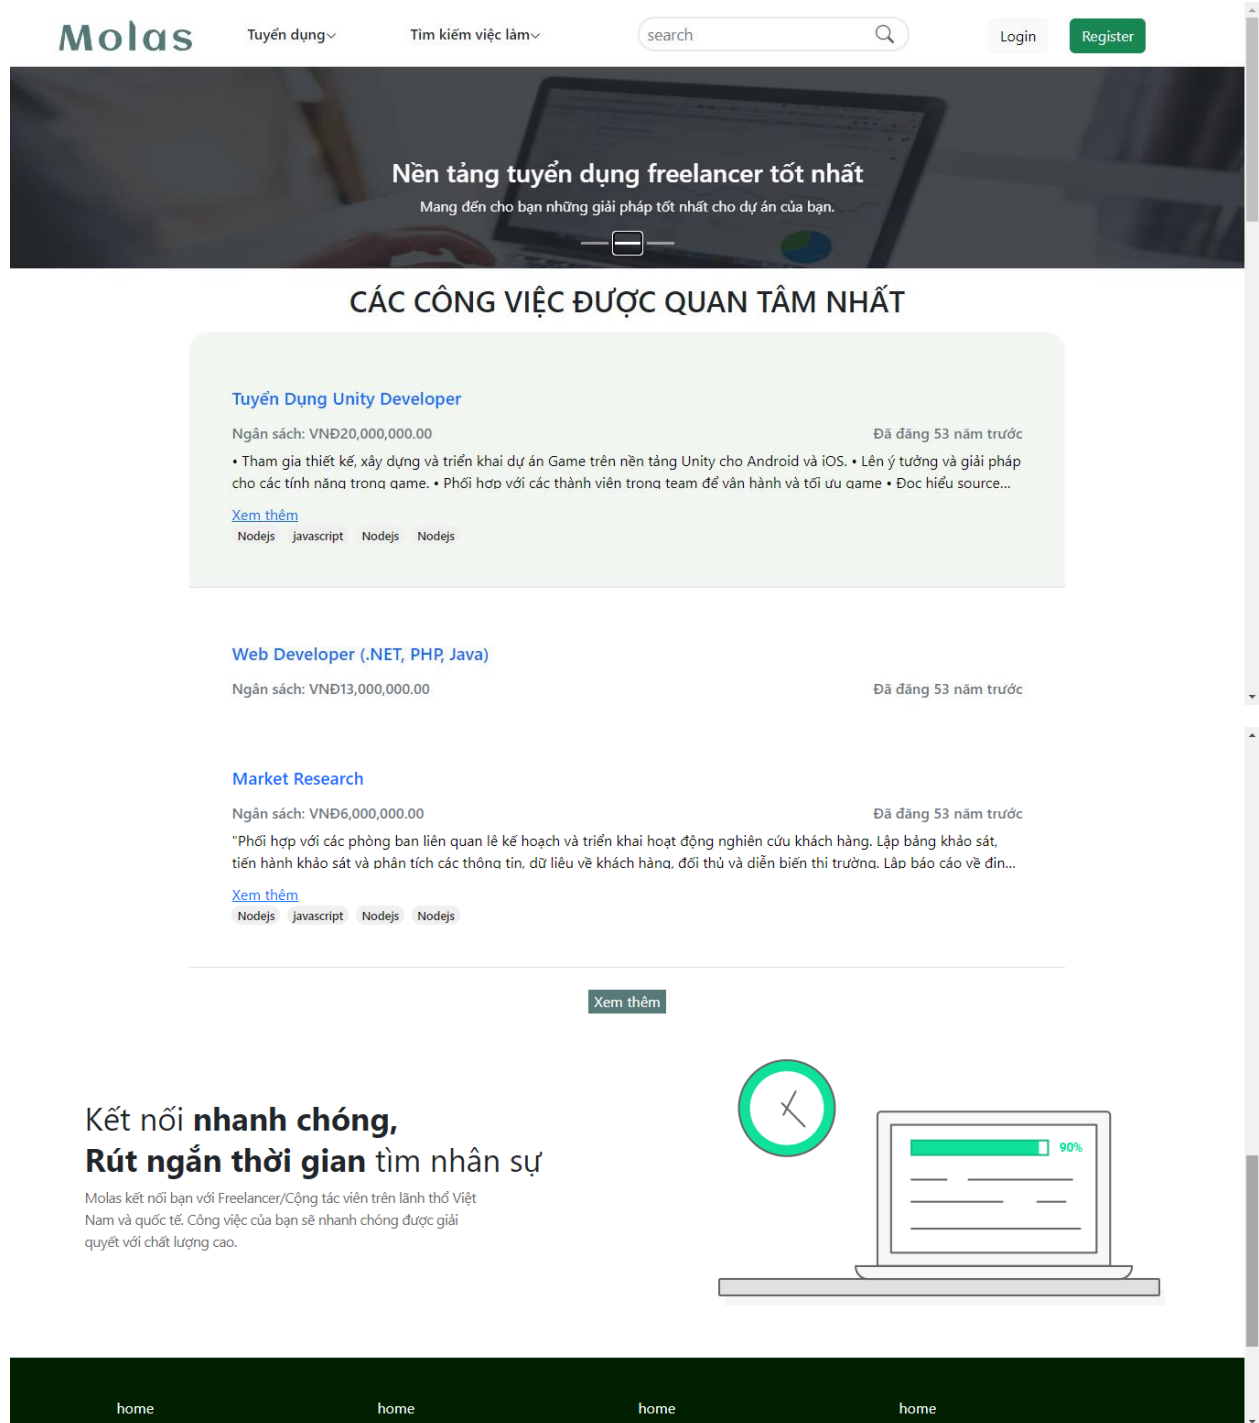 Molas
Tuyển dụng
Tìm kiếm việc làm
search
Login
Register
Nền tảng tuyển dụng freelancer tốt nhất
Mang đến cho bạn những giải pháp tốt nhất cho dự án của bạn.
CÁC CÔNG VIỆC ĐƯỢC QUAN TÂM NHẤT
Tuyển Dụng Unity Developer
Ngân sách: VNĐ20,000,000.00
Đã đăng 53 năm trước
• Tham gia thiết kế, xây dựng và triển khai dự án Game trên nền tảng Unity cho Android và iOS. • Lên ý tưởng và giải pháp
cho các tính năng trong game. • Phối hợp với các thành viên trong team để vận hành và tối ưu game • Đọc hiểu source...
Xem thêm
Nodejs javascript Nodejs Nodejs
Web Developer (.NET, PHP, Java)
Ngân sách: VNĐ13,000,000.00
Đã đăng 53 năm trước
Market Research
Ngân sách: VNĐ6,000,000.00
Đã đăng 53 năm trước
"Phối hợp với các phòng ban liên quan lê kế hoạch và triển khai hoạt động nghiên cứu khách hàng. Lập bảng khảo sát,
tiến hành khảo sát và phân tích các thông tin, dữ liệu về khách hàng, đối thủ và diễn biến thị trường. Lập báo cáo về địn...
Xem thêm
Nodejs javascript Nodejs Nodejs
Xem thêm
Kết nối nhanh chóng,
Rút ngắn thời gian tìm nhân sự
Molas kết nối bạn với Freelancer/Cộng tác viên trên lãnh thổ Việt
Nam và quốc tế. Công việc của bạn sẽ nhanh chóng được giải
quyết với chất lượng cao.
90%
home
home
home
home